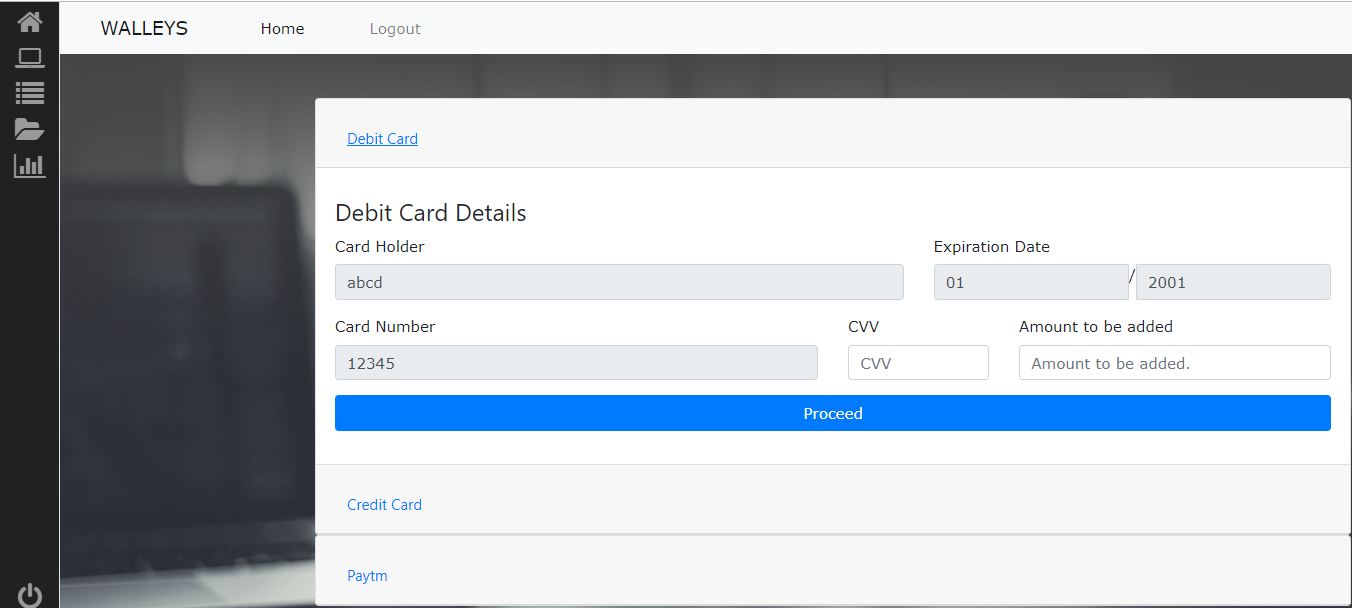 WALLEYS Home Logout
Debit Card
Debit Card Details
Card Holder Expiration Date
abcd 01 / 2001
Card Number CVV Amount to be added
12345 CVV Amount to be added.
Proceed
Credit Card
Paytm